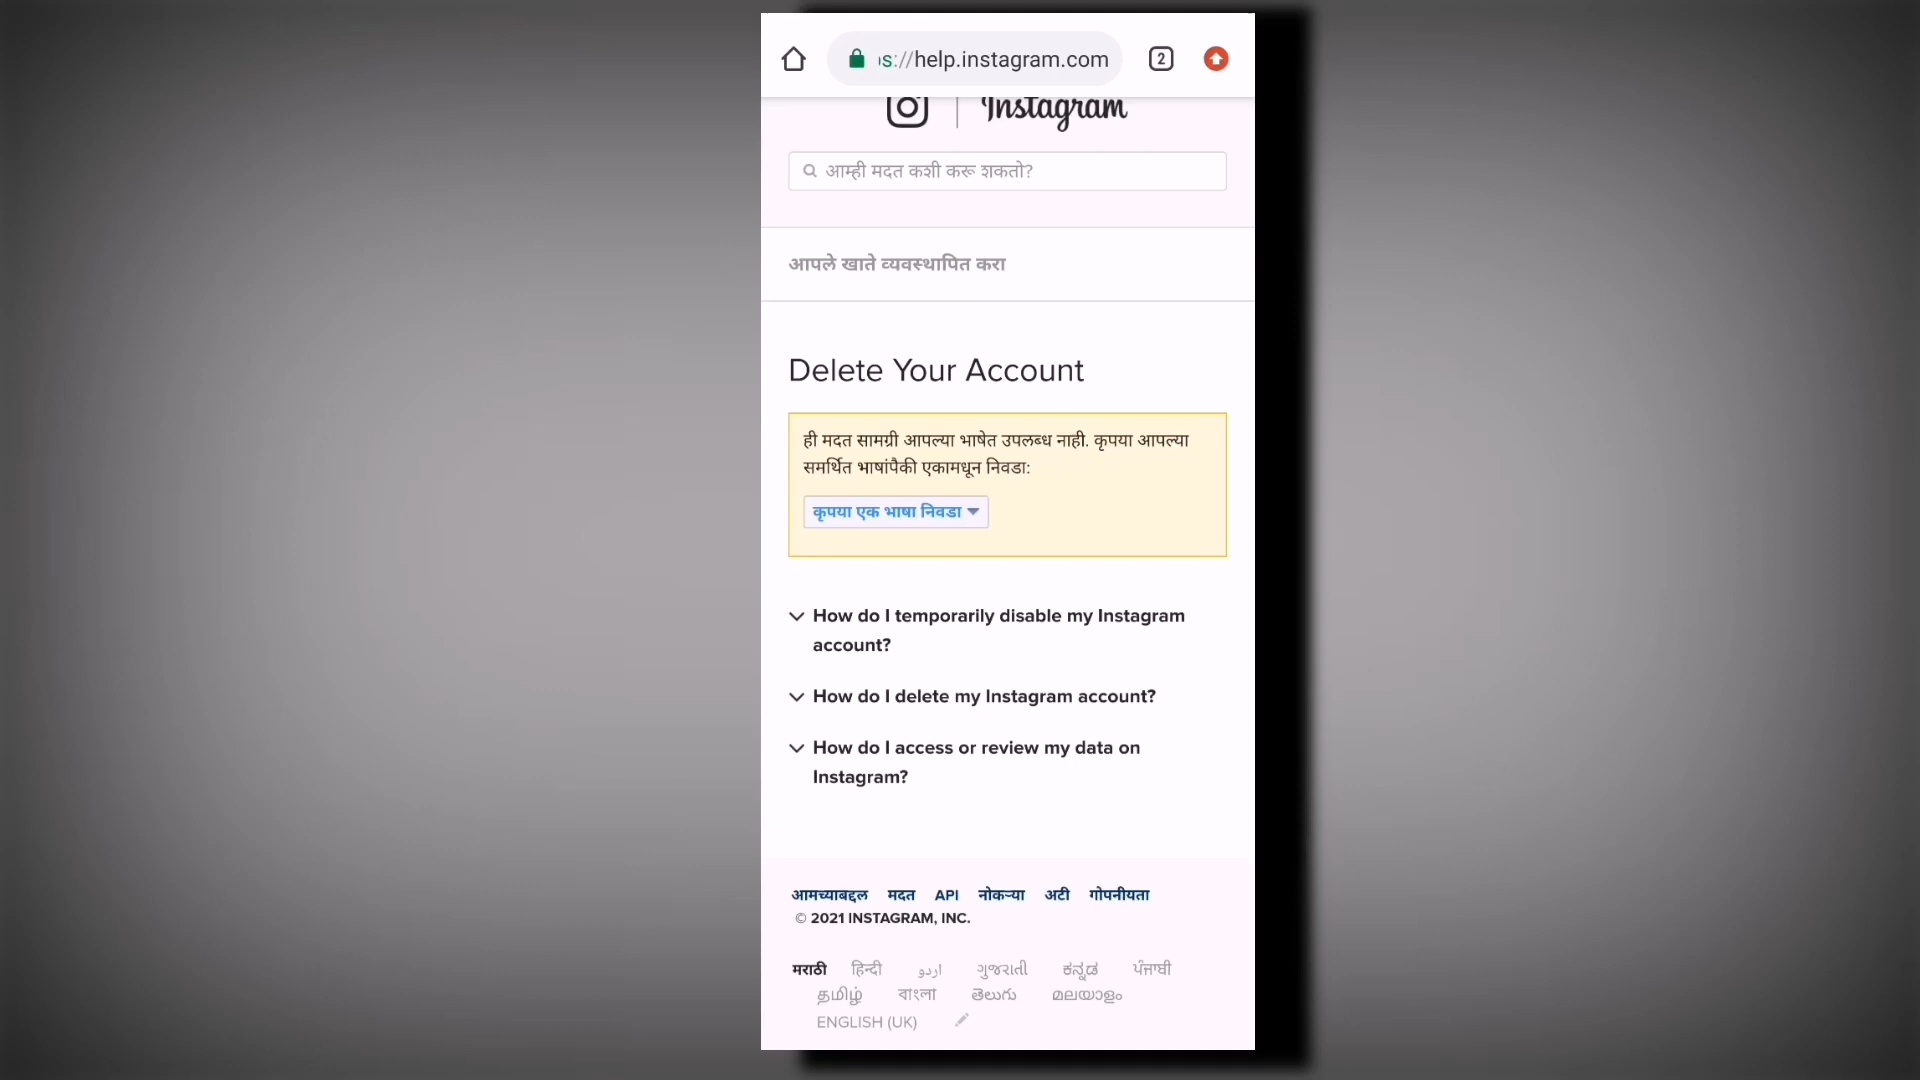 s://help.instagram.com
2
Instagram
आम्ही मदत कशी करू शकतो?
आपले खाते व्यवस्थापित करा
Delete Your Account
ही मदत सामग्री आपल्या भाषेत उपलब्ध नाही. कृपया आपल्या
समर्थित भाषांपैकी एकामधून निवडा:
कृपया एक भाषा निवडा
How do I temporarily disable my Instagram
account?
How do I delete my Instagram account?
How do I access or review my data on
Instagram?
आमच्याबद्दल मदत API नोकऱ्या अटी गोपनीयता
© 2021 INSTAGRAM, INC.
मराठी हिन्दी اردو ગુજરાતી ಕನ್ನಡ ਪੰਜਾਬੀ
தமிழ் বাংলা తెలుగు മലയാളം
ENGLISH (UK)